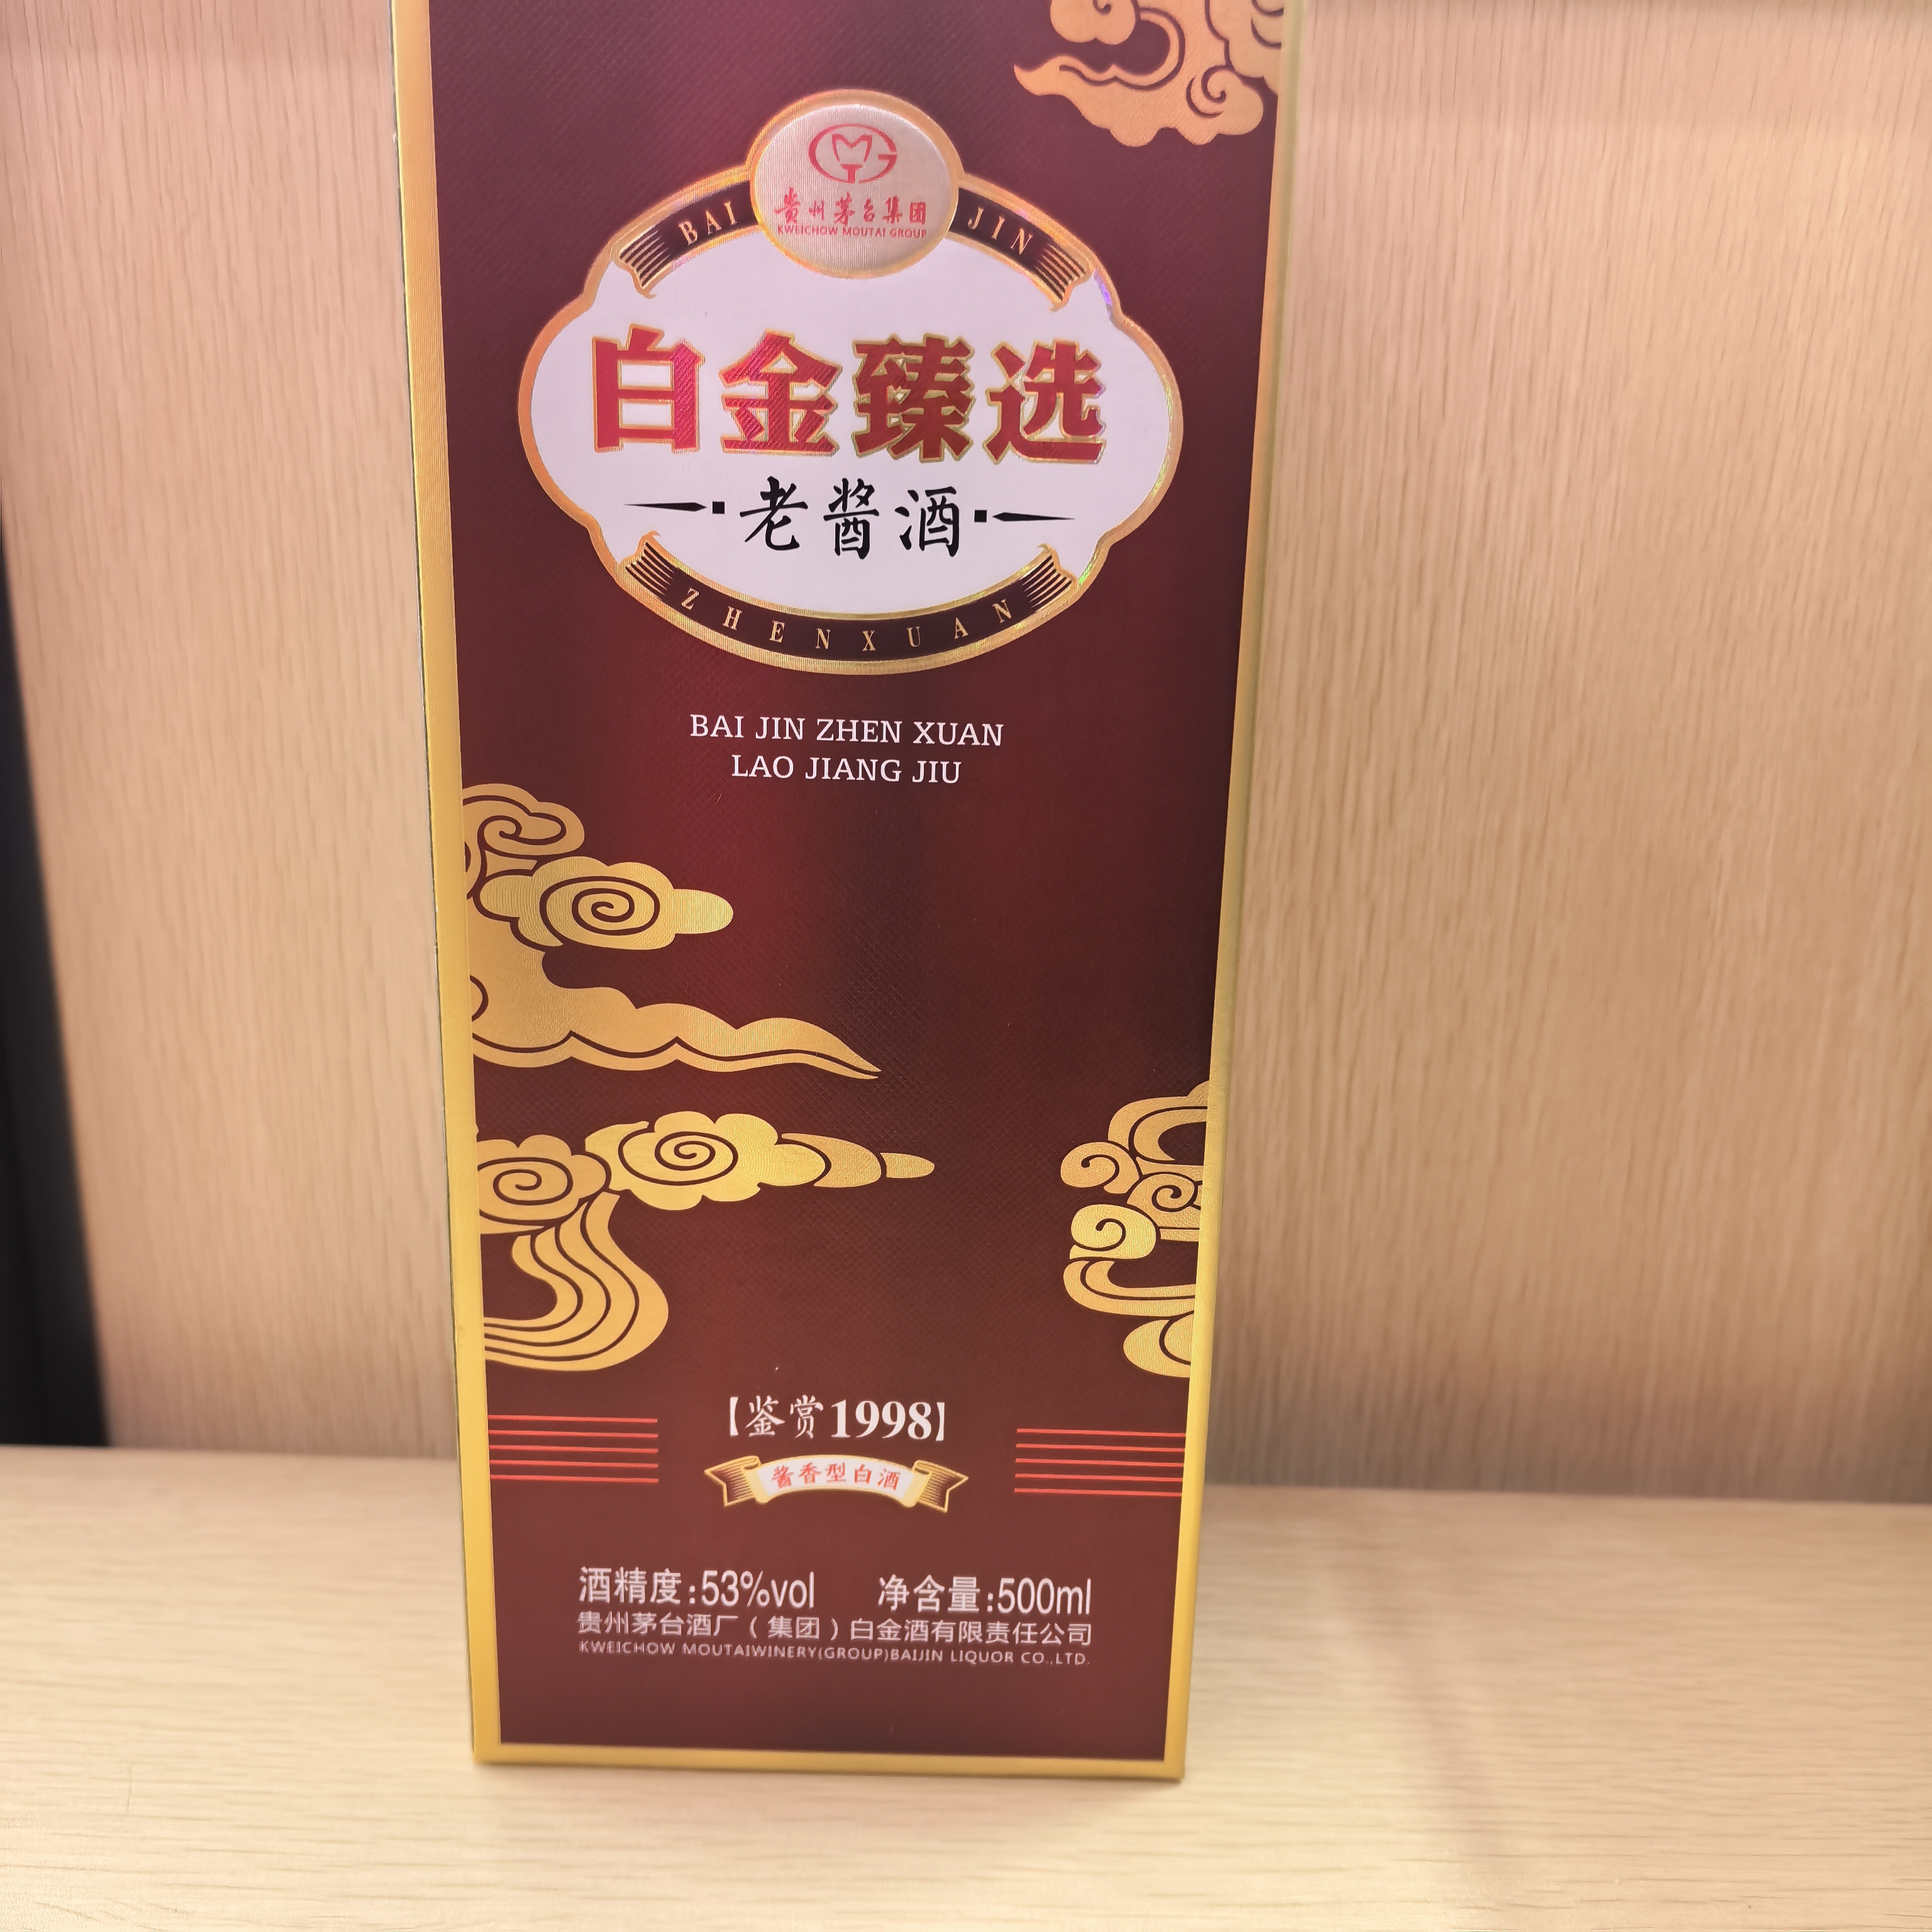 贵州茅台集团
KWEICHOW MOUTAI GROUP
BAI JIN
白金臻选
老酱酒
ZHENXUAN
BAI JIN ZHEN XUAN
LAO JIANG JIU
【鉴赏1998】
酱香型白酒
酒精度:53%vol 净含量:500ml
贵州茅台酒厂(集团)白金酒有限责任公司
KWEICHOW MOUTAIWINERY(GROUP)BAIJIN LIQUOR CO.,LTD.